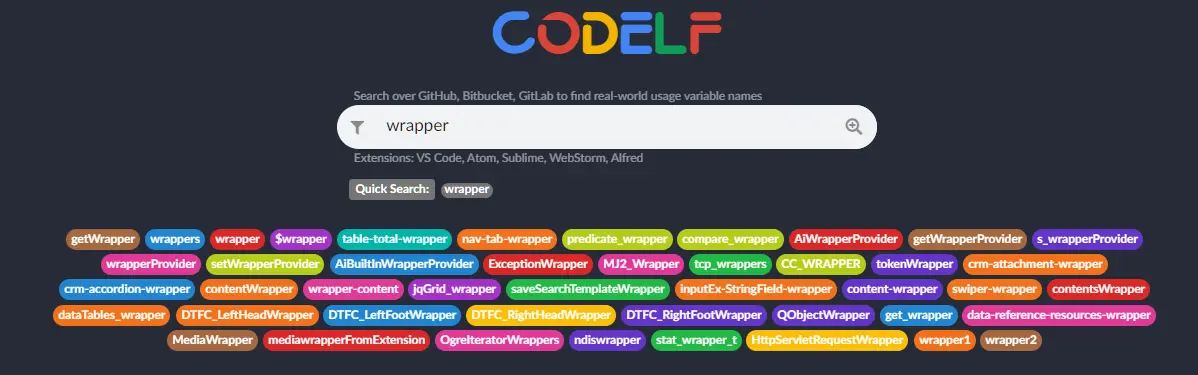 CODELF
Search over GitHub, Bitbucket, GitLab to find real-world usage variable names
wrapper
Extensions: VS Code, Atom, Sublime, WebStorm, Alfred
Quick Search: wrapper
getWrapper wrappers wrapper $wrapper table-total-wrapper nav-tab-wrapper predicate_wrapper compare_wrapper AiWrapperProvider getWrapperProvider s_wrapperProvider
wrapperProvider setWrapperProvider AiBuiltInWrapperProvider ExceptionWrapper MJ2_Wrapper tcp_wrappers CC_WRAPPER tokenWrapper crm-attachment-wrapper
crm-accordion-wrapper contentWrapper wrapper-content jqGrid_wrapper saveSearchTemplateWrapper inputEx-StringField-wrapper content-wrapper swiper-wrapper contentsWrapper
dataTables_wrapper DTFC_LeftHeadWrapper DTFC_LeftFootWrapper DTFC_RightHeadWrapper DTFC_RightFootWrapper QObjectWrapper get_wrapper data-reference-resources-wrapper
MediaWrapper mediawrapperFromExtension OgreIteratorWrappers ndiswrapper stat_wrapper_t HttpServletRequestWrapper wrapper1 wrapper2